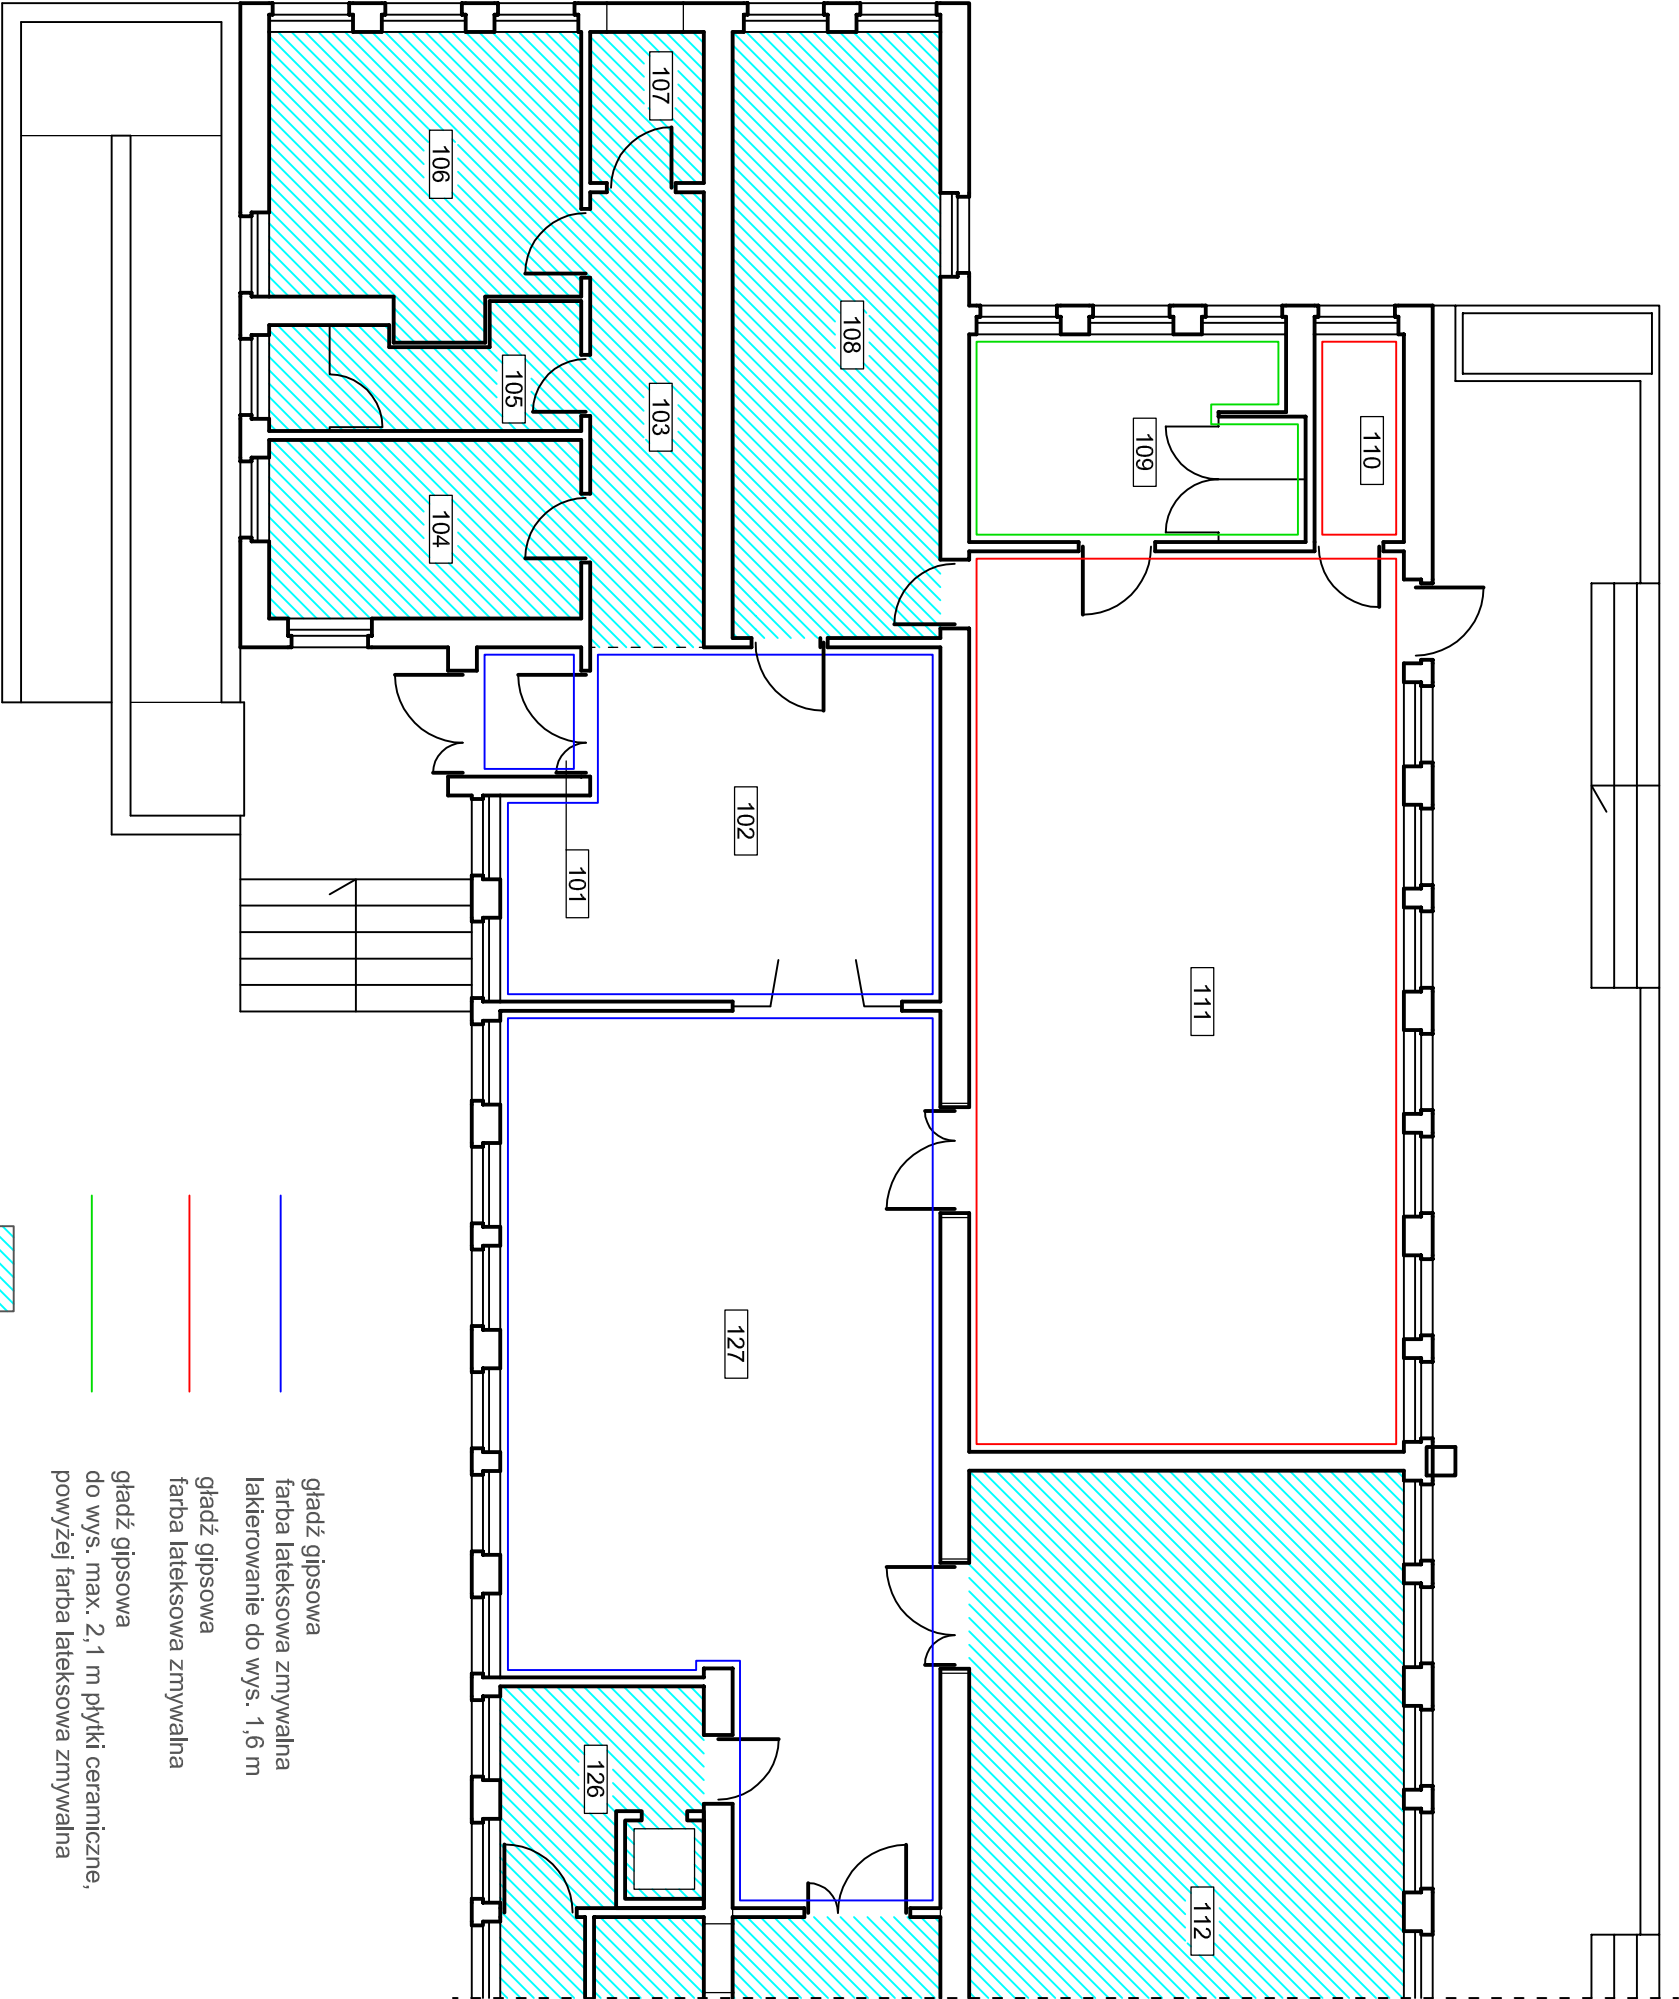 110
109
111
112
108
107
103
102
127
101
126
106
105
104
gładź gipsowa
farba lateksowa zmywalna
lakierowanie do wys. 1,6 m
gładź gipsowa
farba lateksowa zmywalna
gładź gipsowa
do wys. max. 2,1 m płytki ceramiczne,
powyżej farba lateksowa zmywalna